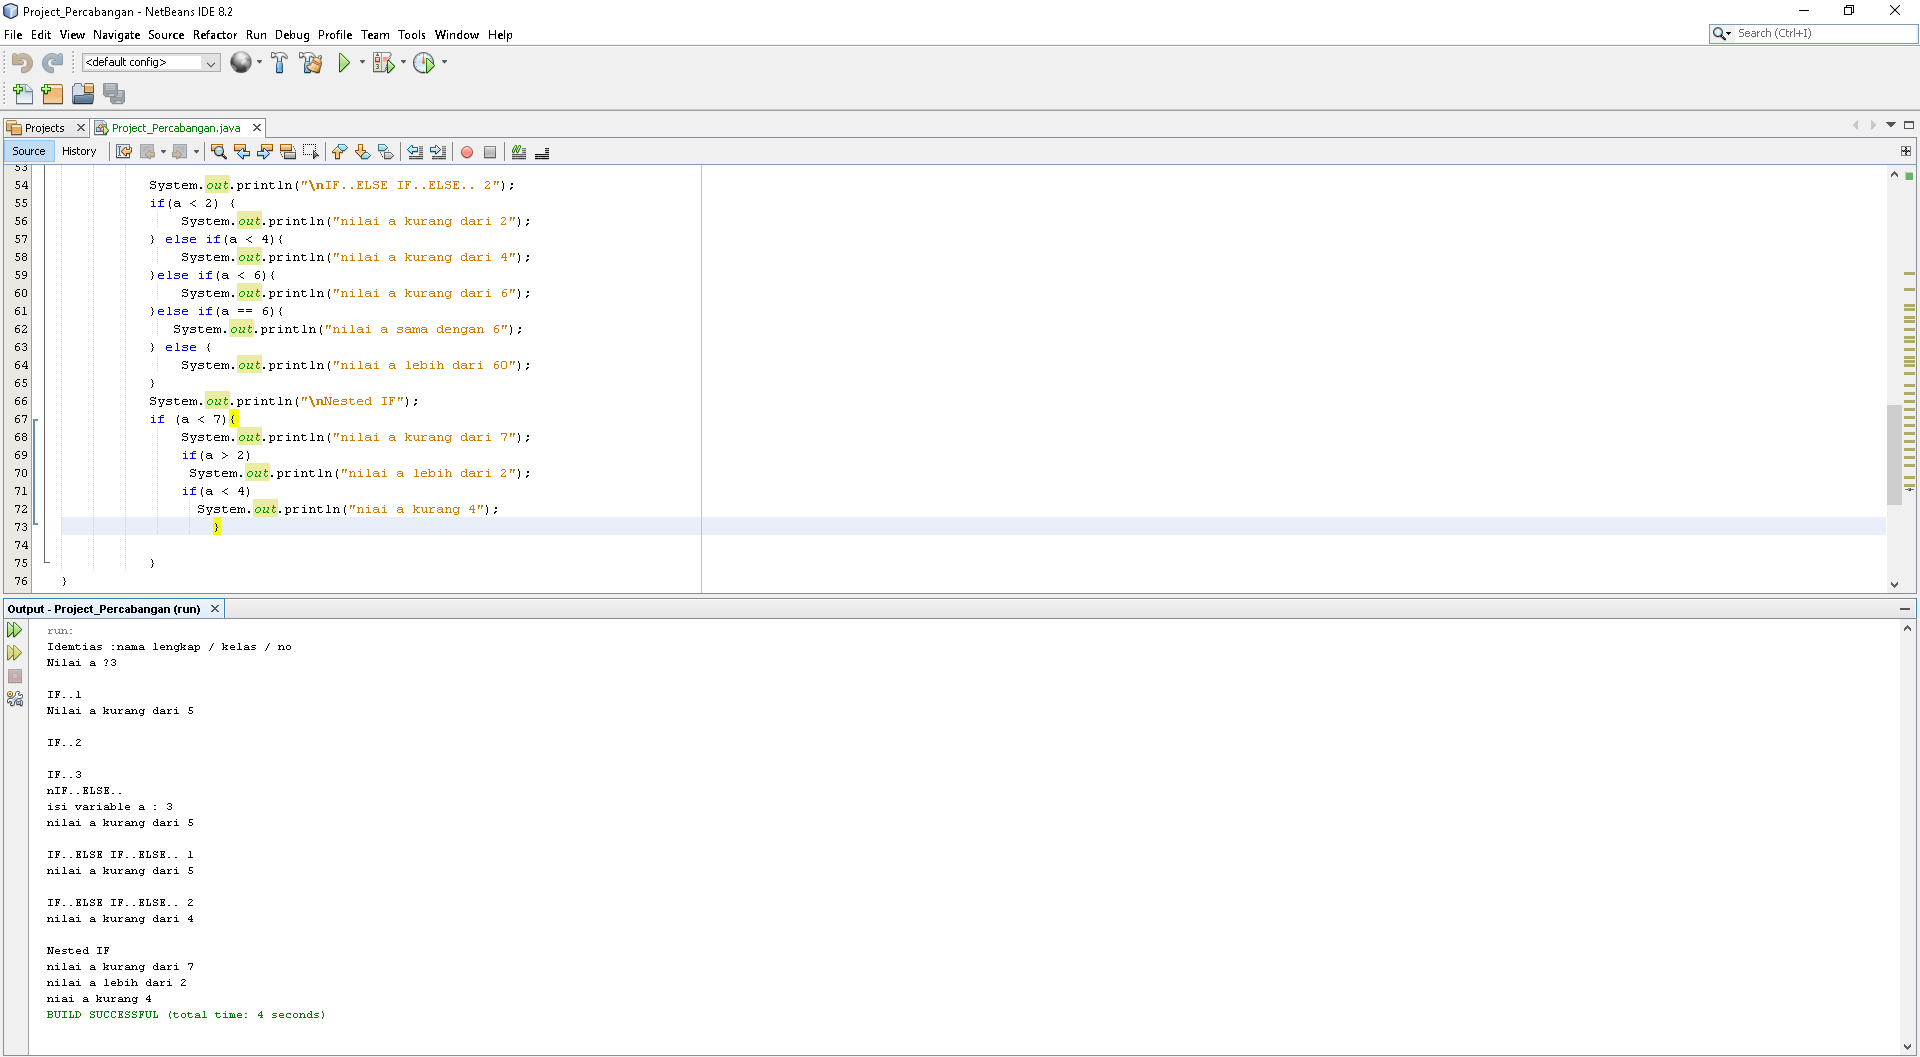 Project_Percabangan - NetBeans IDE 8.2
File Edit View Navigate Source Refactor Run Debug Profile Team Tools Window Help
Search (Ctrl+I)
<default config>
Projects
Project_Percabangan.java
Source History
53
54 System.out.println("\nIF..ELSE IF..ELSE.. 2");
55 if(a < 2) {
56 System.out.println("nilai a kurang dari 2");
57 } else if(a < 4){
58 System.out.println("nilai a kurang dari 4");
59 }else if(a < 6){
60 System.out.println("nilai a kurang dari 6");
61 }else if(a == 6){
62 System.out.println("nilai a sama dengan 6");
63 } else {
64 System.out.println("nilai a lebih dari 60");
65 }
66 System.out.println("\nNested IF");
67 if (a < 7){
68 System.out.println("nilai a kurang dari 7");
69 if(a > 2)
70 System.out.println("nilai a lebih dari 2");
71 if(a < 4)
72 System.out.println("niai a kurang 4");
73 }
74
75 }
76 }
Output - Project_Percabangan (run)
run:
Idemtias :nama lengkap / kelas / no
Nilai a ?3
IF..1
Nilai a kurang dari 5
IF..2
IF..3
nIF..ELSE..
isi variable a : 3
nilai a kurang dari 5
IF..ELSE IF..ELSE.. 1
nilai a kurang dari 5
IF..ELSE IF..ELSE.. 2
nilai a kurang dari 4
Nested IF
nilai a kurang dari 7
nilai a lebih dari 2
niai a kurang 4
BUILD SUCCESSFUL (total time: 4 seconds)